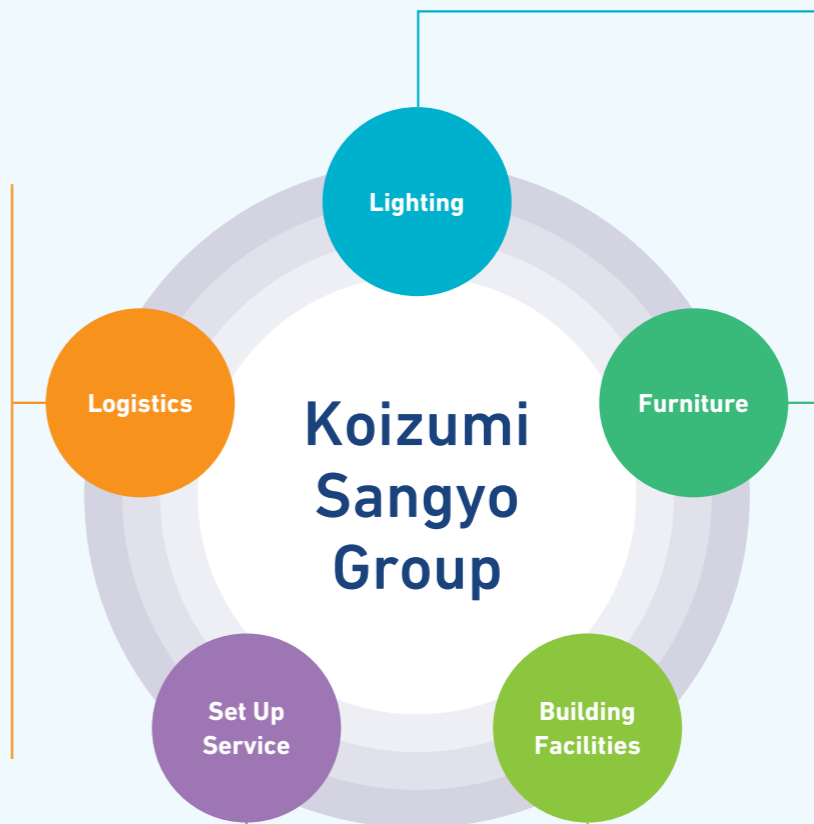 Lighting
Logistics
Furniture
Koizumi
Sangyo
Group
Set Up
Service
Building
Facilities